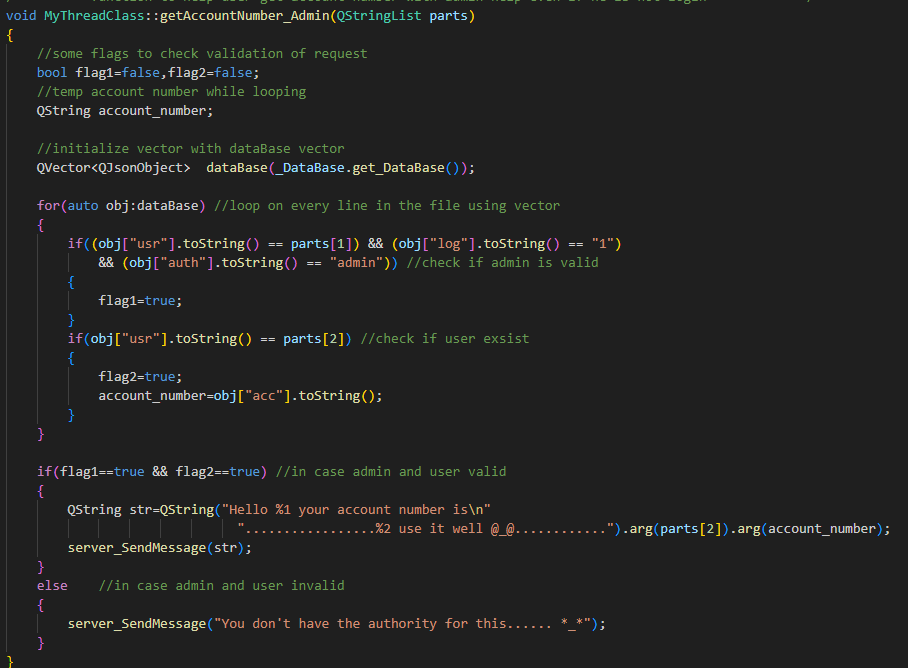 void MyThreadClass::getAccountNumber_Admin(QStringList parts)
{
    //some flags to check validation of request
    bool flag1=false,flag2=false;
    //temp account number while looping
    QString account_number;

    //initialize vector with dataBase vector
    QVector<QJsonObject>  dataBase(_DataBase.get_DataBase());

    for(auto obj:dataBase) //loop on every line in the file using vector
    {
        if((obj["usr"].toString() == parts[1]) && (obj["log"].toString() == "1")
            && (obj["auth"].toString() == "admin")) //check if admin is valid
        {
            flag1=true;
        }
        if(obj["usr"].toString() == parts[2]) //check if user exsist
        {
            flag2=true;
            account_number=obj["acc"].toString();
        }
    }

    if(flag1==true && flag2==true) //in case admin and user valid
    {
        QString str=QString("Hello %1 your account number is\n"
                              ".................%2 use it well @_@............").arg(parts[2]).arg(account_number);
        server_SendMessage(str);
    }
    else    //in case admin and user invalid
    {
        server_SendMessage("You don't have the authority for this...... *_*");
    }
}